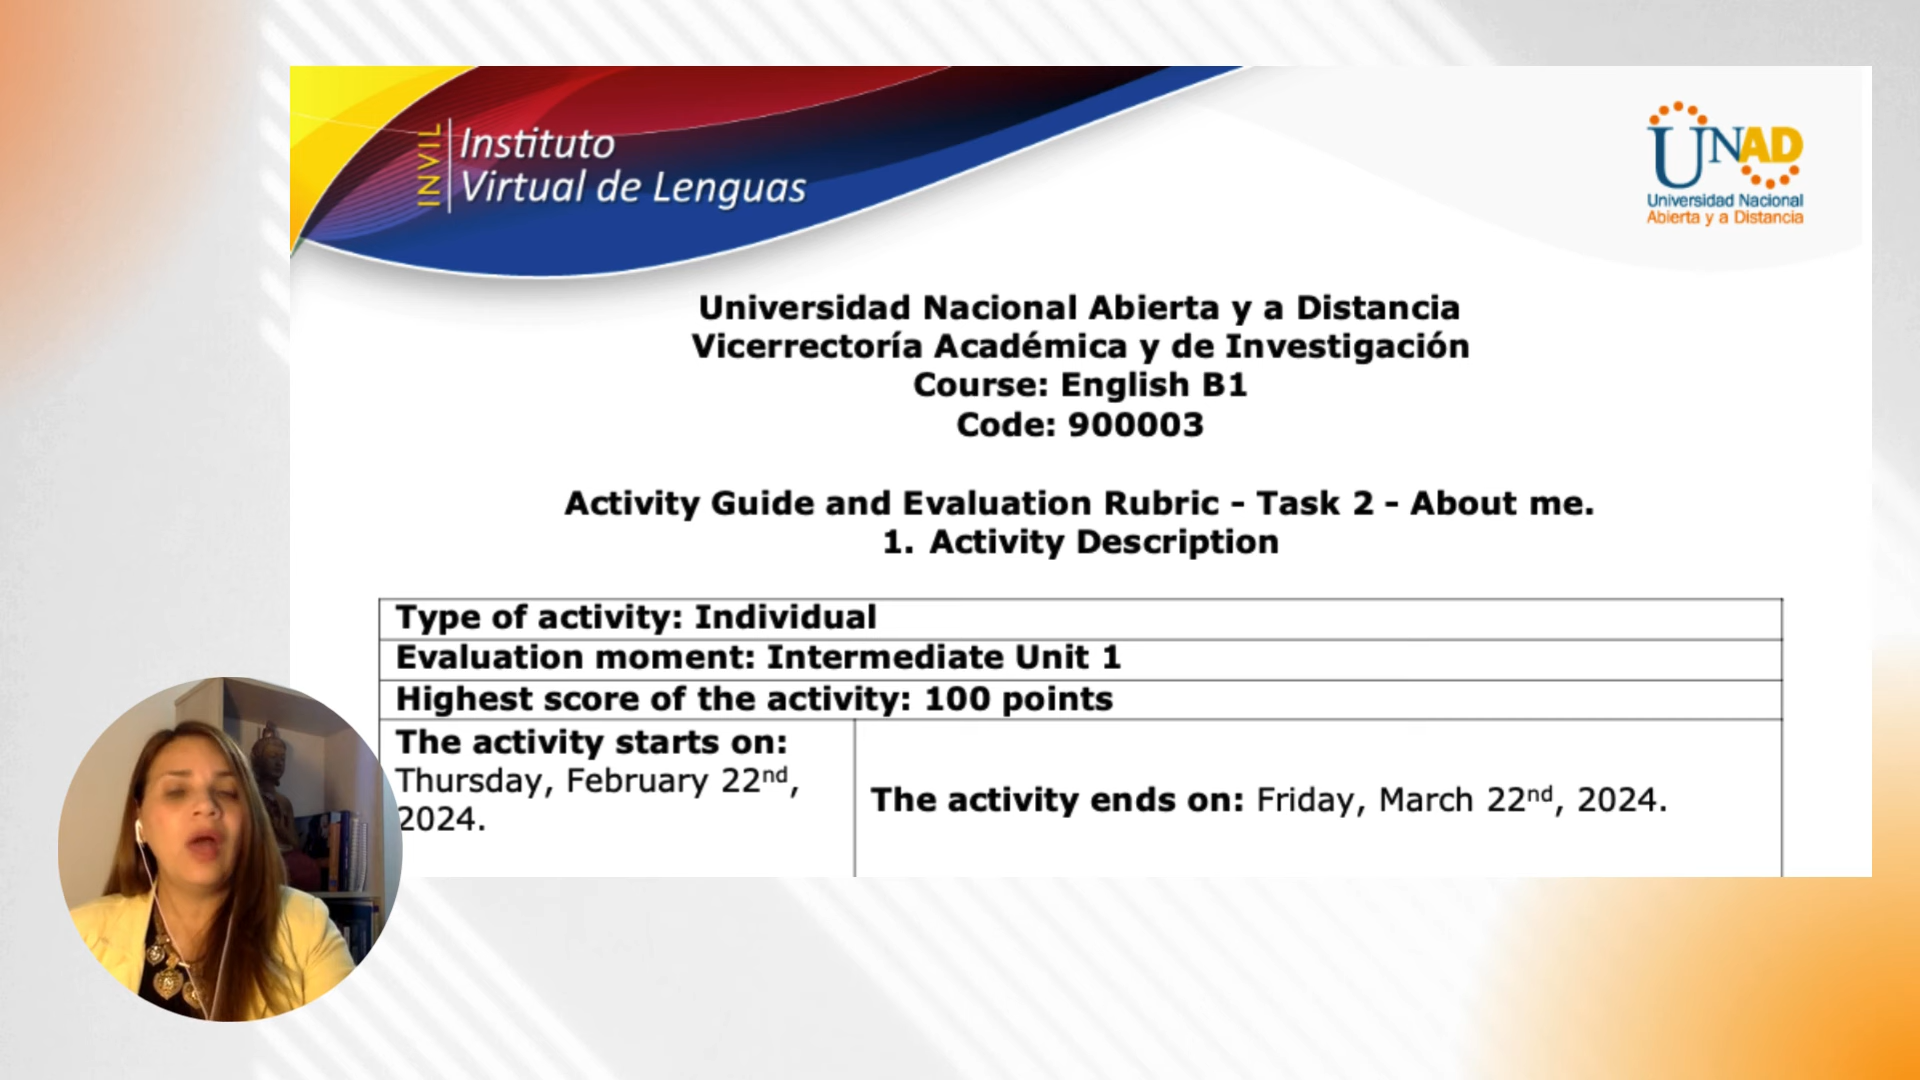 INVIL
Instituto
Virtual de Lenguas
UNAD
Universidad Nacional
Abierta y a Distancia
Universidad Nacional Abierta y a Distancia
Vicerrectoría Académica y de Investigación
Course: English B1
Code: 900003
Activity Guide and Evaluation Rubric - Task 2 - About me.
1. Activity Description
Type of activity: Individual
Evaluation moment: Intermediate Unit 1
Highest score of the activity: 100 points
The activity starts on:
Thursday, February 22nd,
2024.
The activity ends on: Friday, March 22nd, 2024.